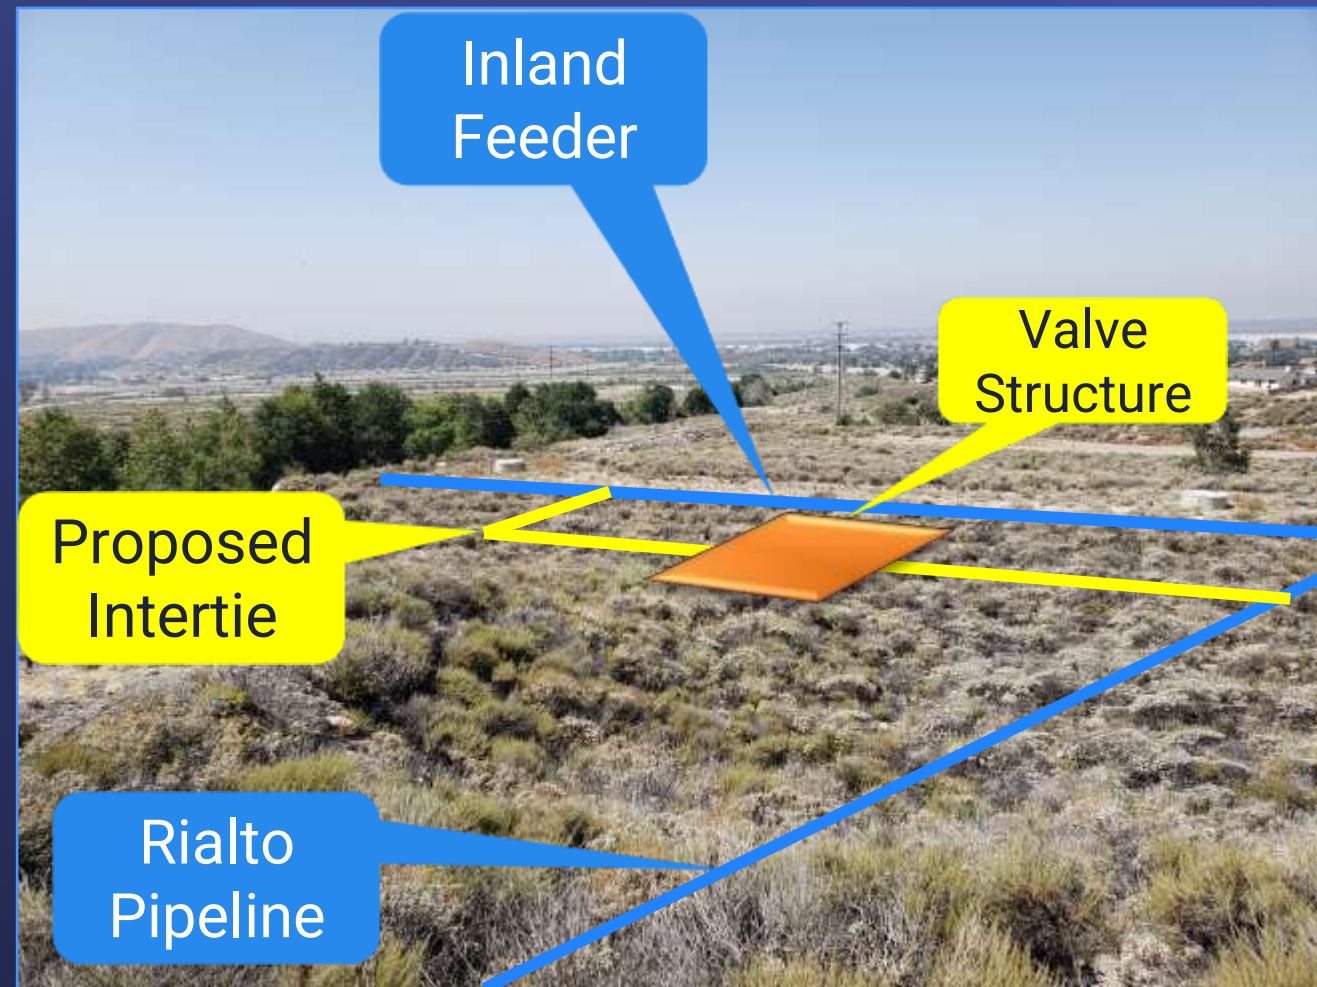 Inland
Feeder
Valve
Structure
Proposed
Intertie
Rialto
Pipeline